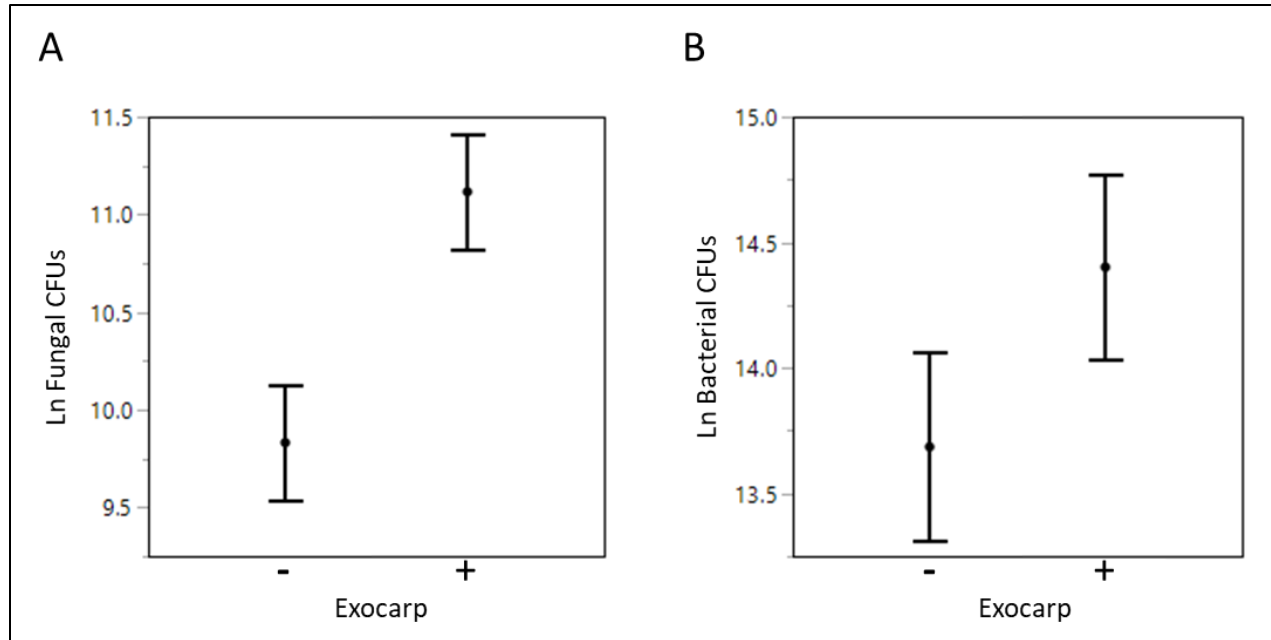 A
Ln Fungal CFUs
11.5
11.0
10.5
10.0
9.5
- +
Exocarp
B
Ln Bacterial CFUs
15.0
14.5
14.0
13.5
- +
Exocarp